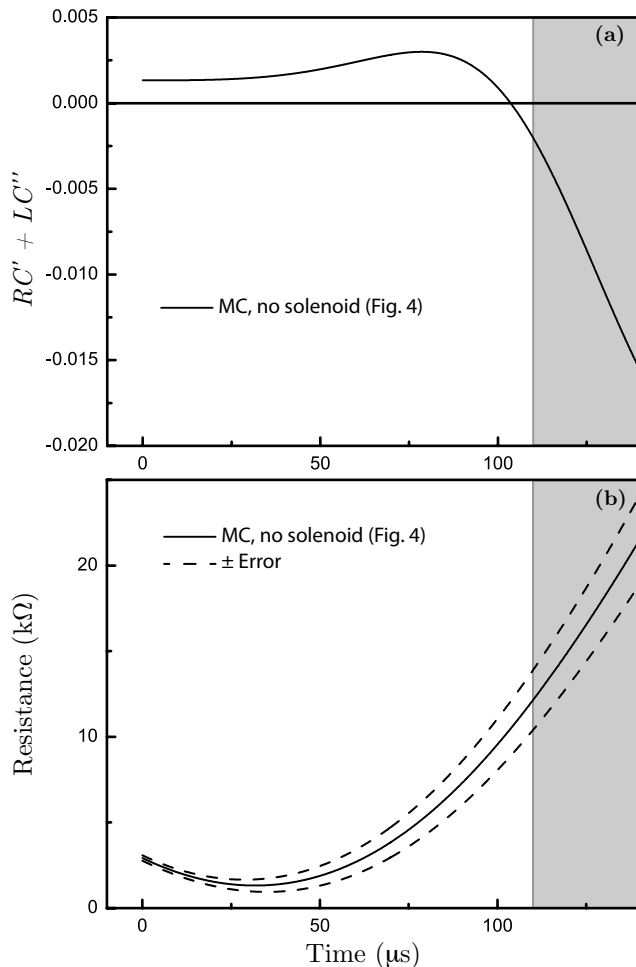 0.005
(a)
0.000
-0.005
-0.010
-0.015
-0.020
RC' + LC''
MC, no solenoid (Fig. 4)
0
50
100
(b)
MC, no solenoid (Fig. 4)
± Error
20
10
0
Resistance (kΩ)
0
50
100
Time (μs)